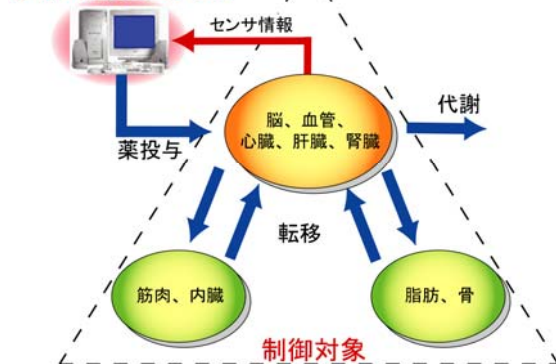 センサ情報
脳、血管、
心臓、肝臓、腎臓
代謝
薬投与
転移
筋肉、内臓
脂肪、骨
制御対象